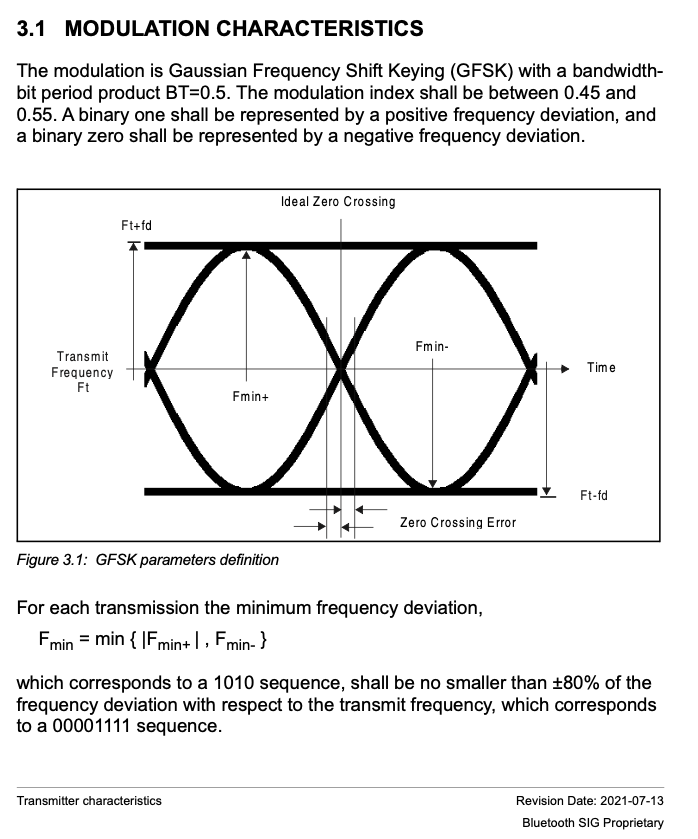 3.1 MODULATION CHARACTERISTICS
The modulation is Gaussian Frequency Shift Keying (GFSK) with a bandwidth-
bit period product BT=0.5. The modulation index shall be between 0.45 and
0.55. A binary one shall be represented by a positive frequency deviation, and
a binary zero shall be represented by a negative frequency deviation.
Ideal Zero Crossing
Ft+fd
Fmin-
Transmit
Frequency
Ft
Time
Fmin+
Ft-fd
Zero Crossing Error
Figure 3.1: GFSK parameters definition
For each transmission the minimum frequency deviation,
Fmin = min { |Fmin+ | , Fmin- }
which corresponds to a 1010 sequence, shall be no smaller than ±80% of the
frequency deviation with respect to the transmit frequency, which corresponds
to a 00001111 sequence.
Transmitter characteristics
Revision Date: 2021-07-13
Bluetooth SIG Proprietary